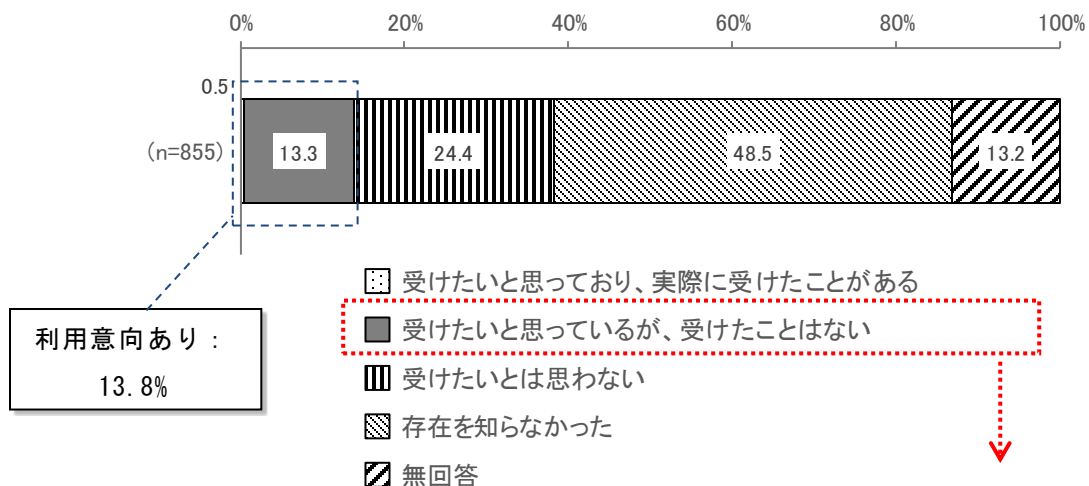 0% 20% 40% 60% 80% 100%
0.5
(n=855) 13.3 24.4 48.5 13.2
受けたいと思っており、実際に受けたことがある
受けたいと思っているが、受けたことはない
受けたいとは思わない
存在を知らなかった
無回答
利用意向あり：
13.8%